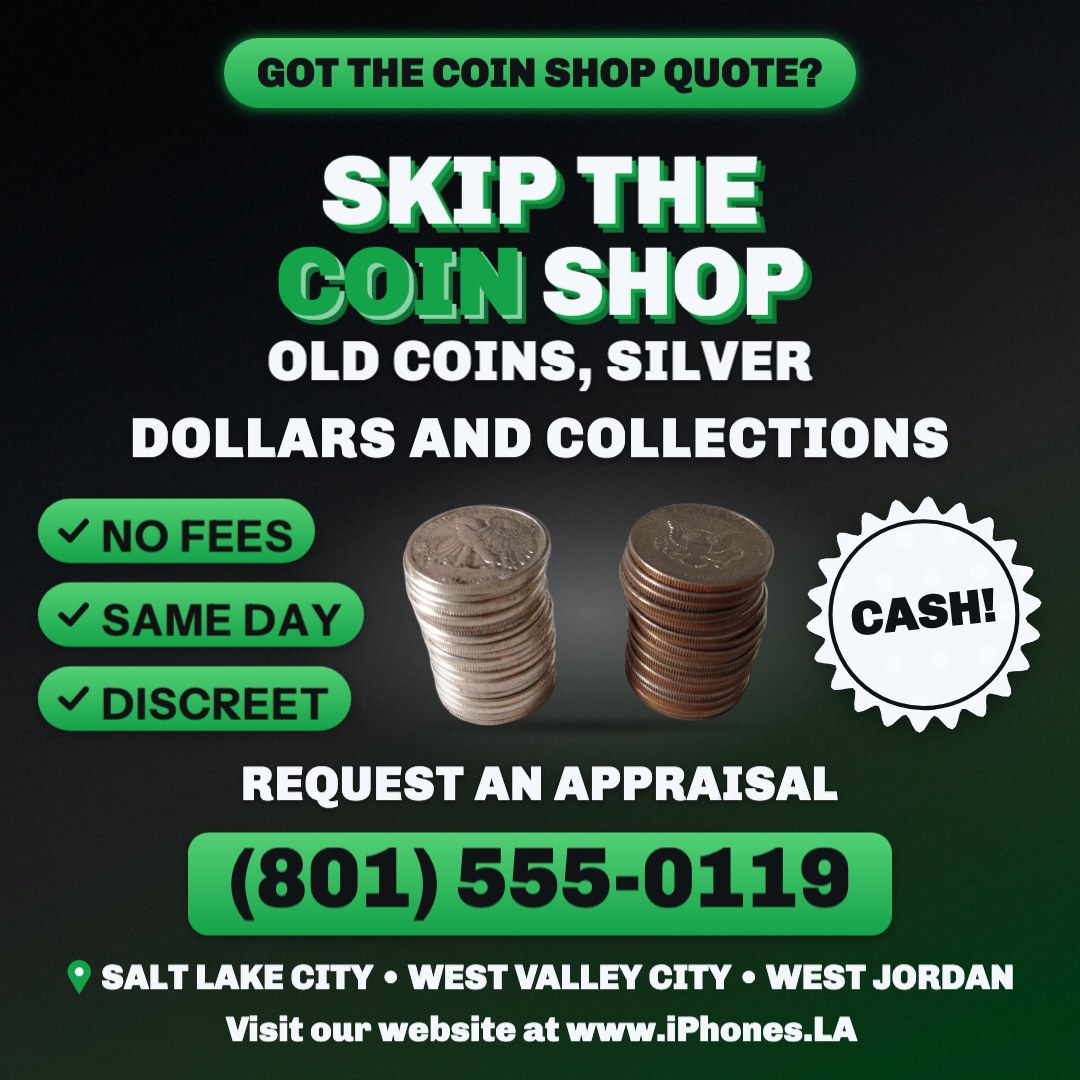 GOT THE COIN SHOP QUOTE?
SKIP THE
COIN SHOP
OLD COINS, SILVER
DOLLARS AND COLLECTIONS
✓ NO FEES
✓ SAME DAY
✓ DISCREET
CASH!
REQUEST AN APPRAISAL
(801) 555-0119
SALT LAKE CITY • WEST VALLEY CITY • WEST JORDAN
Visit our website at www.iPhones.LA